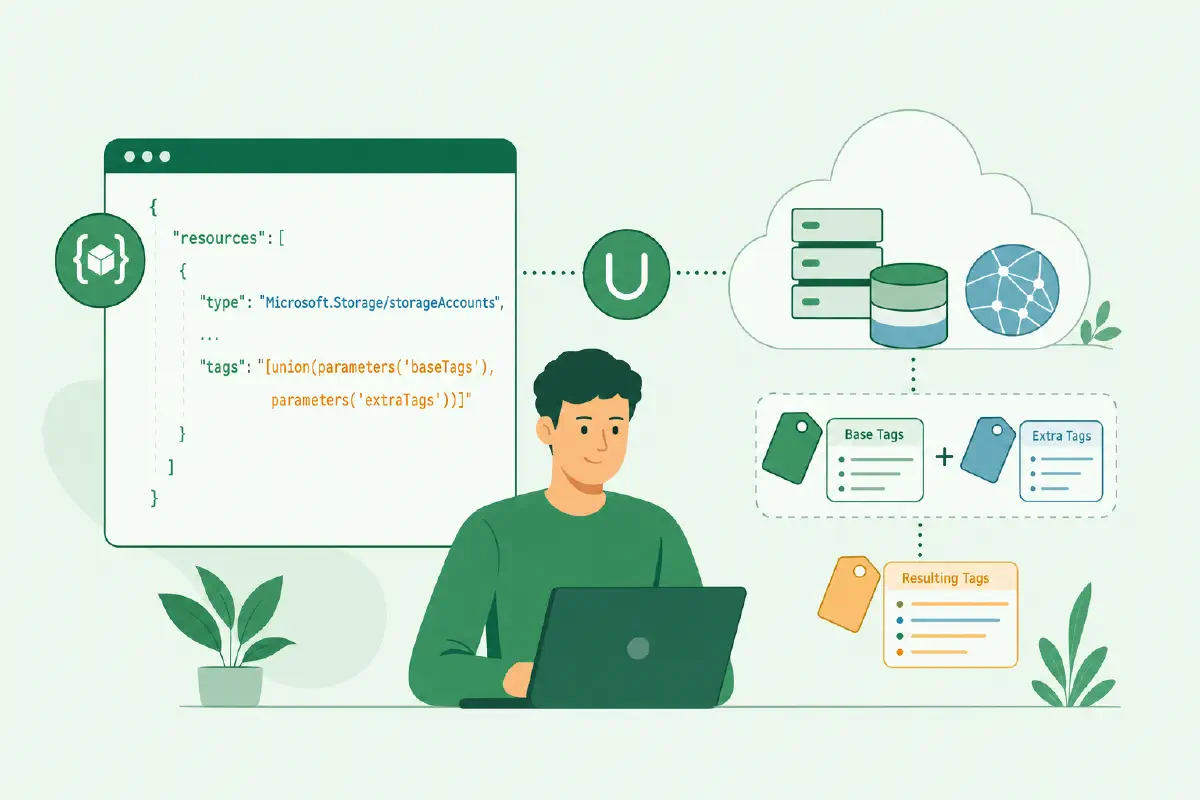 {
"resources": [
{
"type": "Microsoft.Storage/storageAccounts",
...
"tags": "[union(parameters('baseTags'),
parameters('extraTags'))]"
}
]
}
{ }
U
Base Tags
+
Extra Tags
Resulting Tags